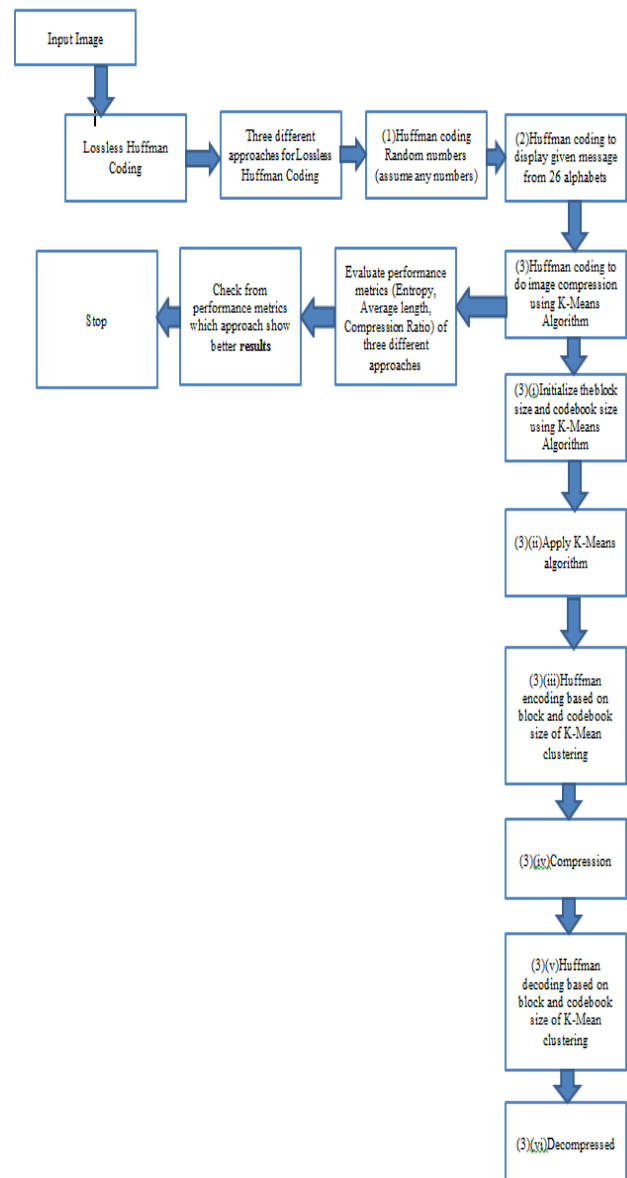 Input Image
Lossless Huffman
Coding
Three different
approaches for Lossless
Huffman Coding
(1)Huffman coding
Random numbers
(assume any numbers)
(2)Huffman coding to
display given message
from 26 alphabets
(3)Huffman coding to
do image compression
using K-Means
Algorithm
Evaluate performance
metrics (Entropy,
Average length,
Compression Ratio) of
three different
approaches
Check from
performance metrics
which approach show
better results
Stop
(3)(i)Initialize the block
size and codebook size
using K-Means
Algorithm
(3)(ii)Apply K-Means
algorithm
(3)(iii)Huffman
encoding based on
block and codebook
size of K-Mean
clustering
(3)(iv)Compression
(3)(v)Huffman
decoding based on
block and codebook
size of K-Mean
clustering
(3)(vi)Decompressed